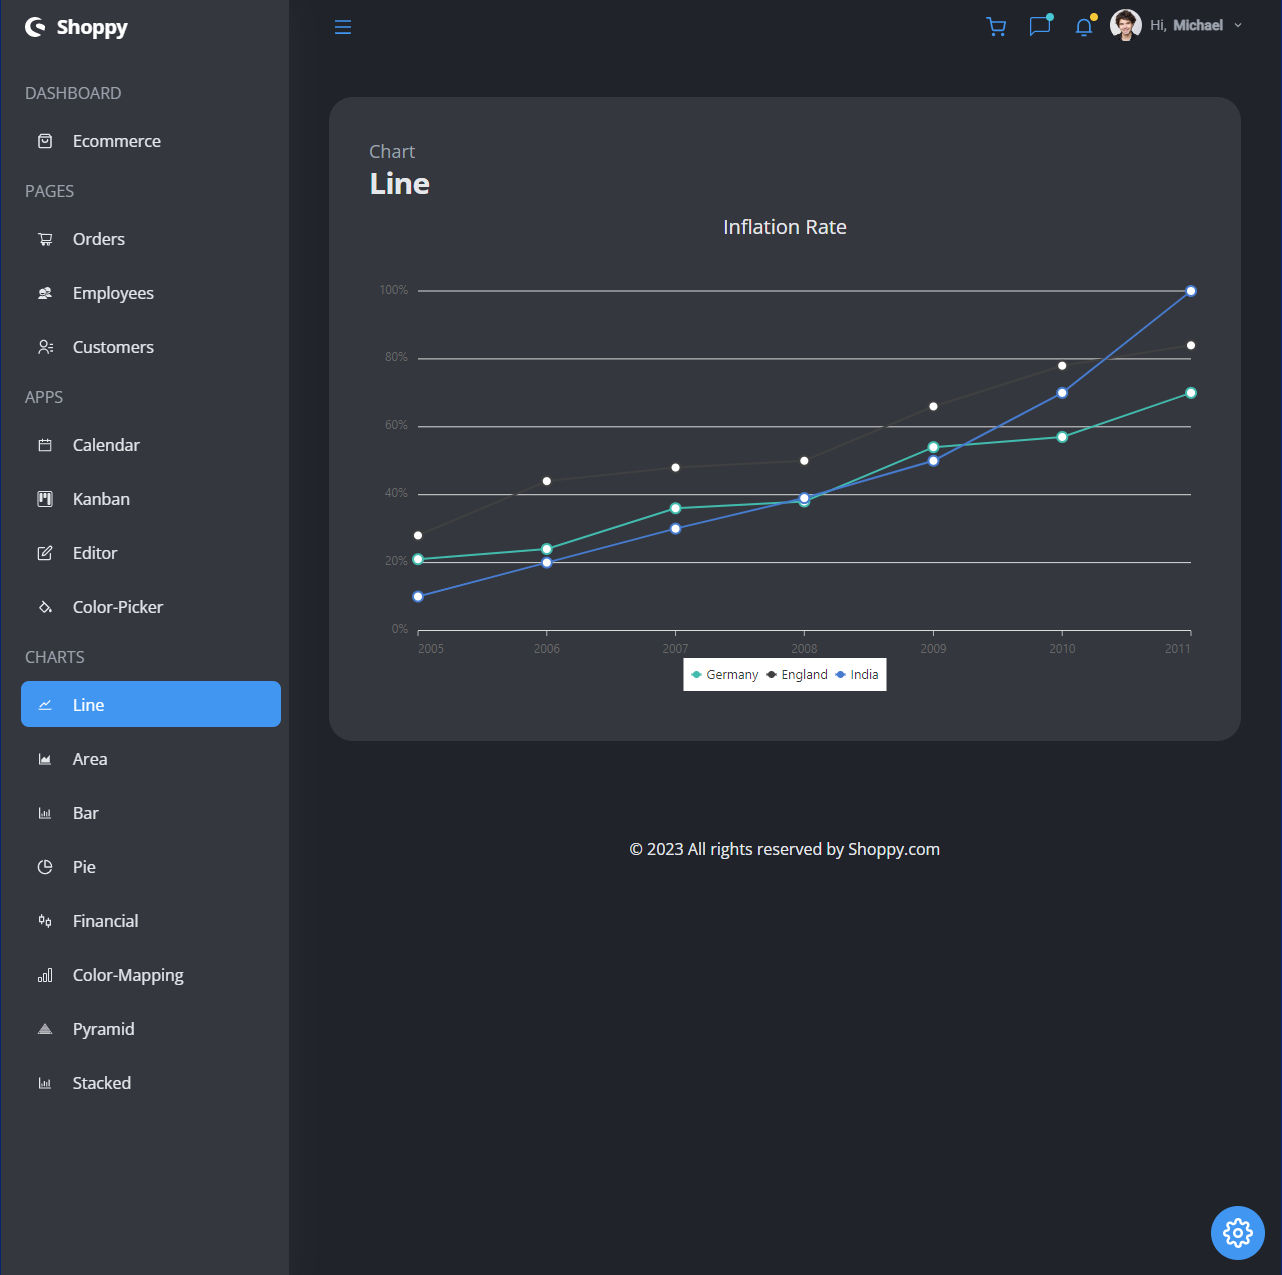 Shoppy
Hi, Michael
DASHBOARD
Ecommerce
PAGES
Orders
Employees
Customers
APPS
Calendar
Kanban
Editor
Color-Picker
CHARTS
Line
Area
Bar
Pie
Financial
Color-Mapping
Pyramid
Stacked
Chart
Line
Inflation Rate
100%
80%
60%
40%
20%
0%
2005 2006 2007 2008 2009 2010 2011
Germany England India
© 2023 All rights reserved by Shoppy.com